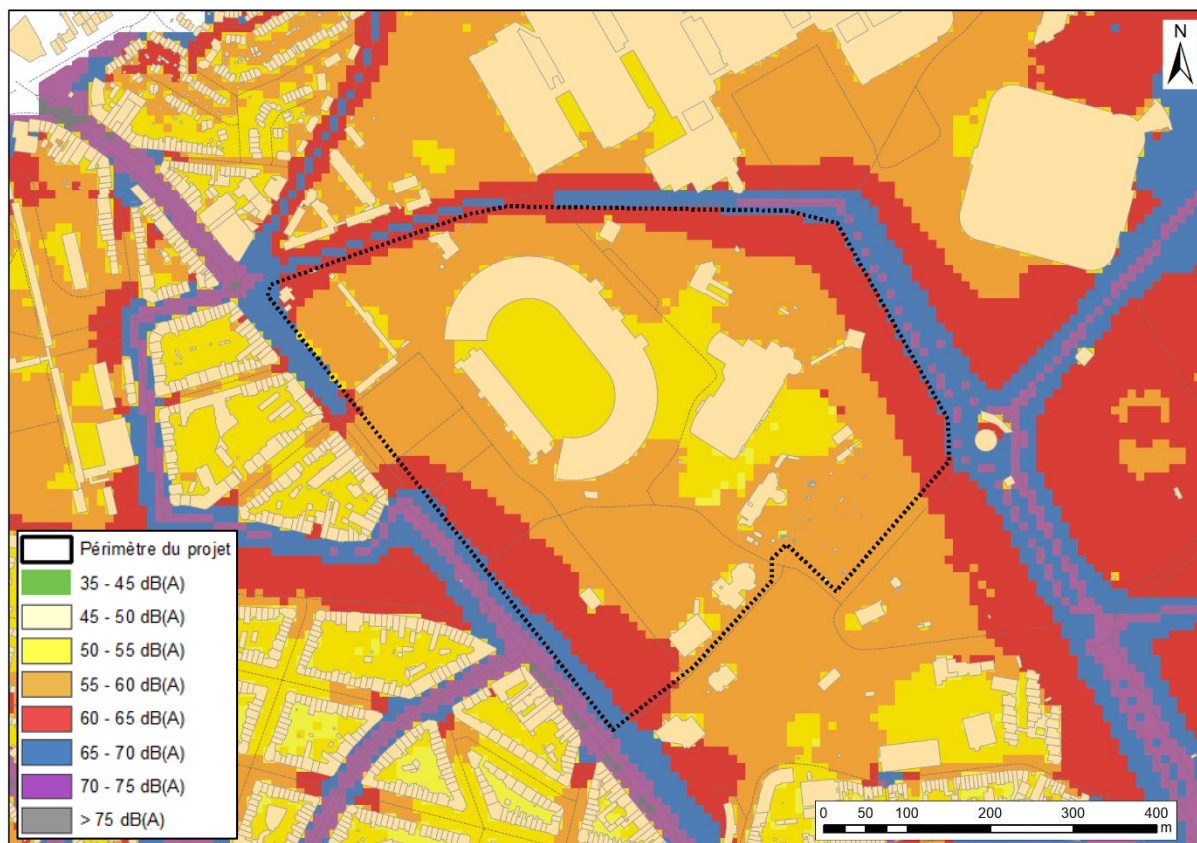 N
Périmètre du projet
35 - 45 dB(A)
45 - 50 dB(A)
50 - 55 dB(A)
55 - 60 dB(A)
60 - 65 dB(A)
65 - 70 dB(A)
70 - 75 dB(A)
> 75 dB(A)
0 50 100 200 300 400
m